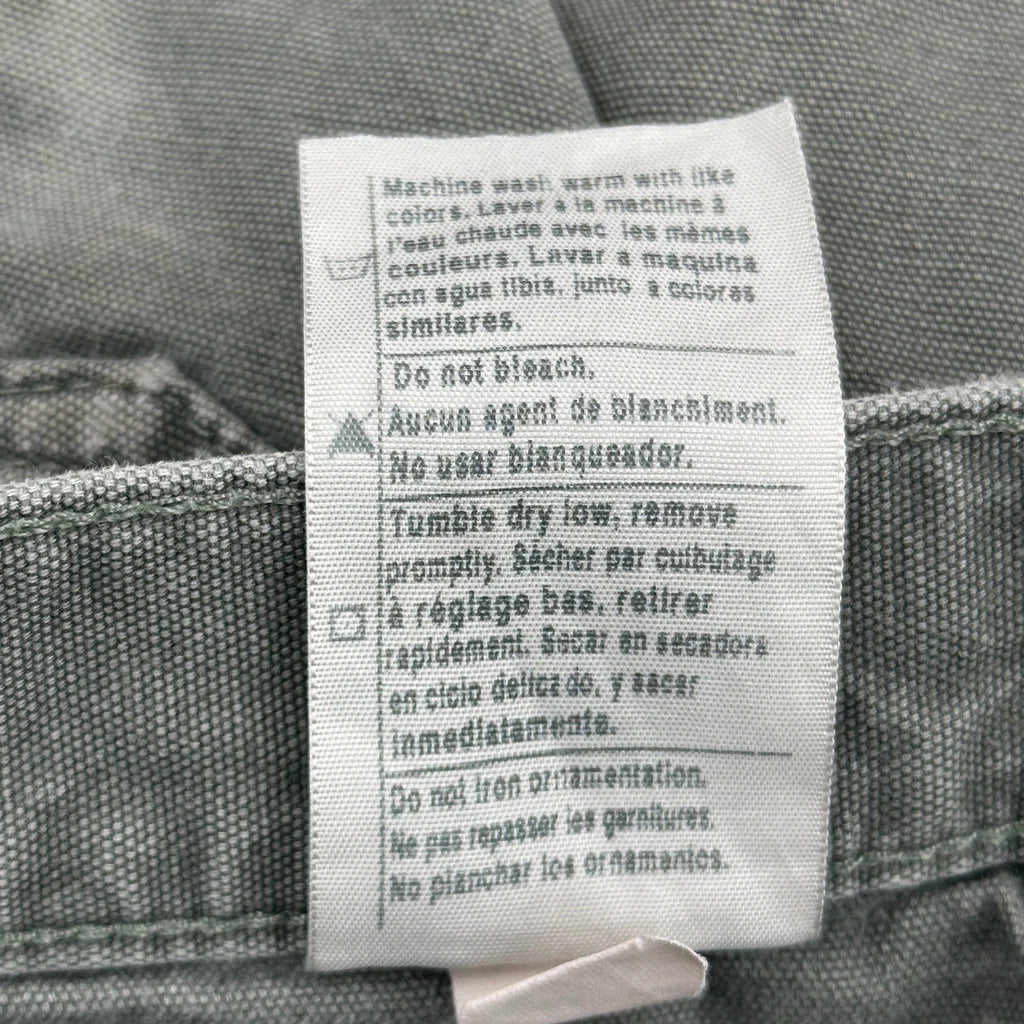 Machine wash warm with like
colors. Laver à la machine à
l'eau chaude avec les mêmes
couleurs. Lavar a maquina
con agua tibia, junto a colores
similares.
Do not bleach.
Aucun agent de blanchiment.
No usar blanqueador.
Tumble dry low, remove
promptly. Sécher par culbutage
à réglage bas, retirer
rapidement. Secar en secadora
en ciclo delicado, y sacar
inmediatamente.
Do not iron ornamentation.
Ne pas repasser les garnitures.
No planchar los ornamentos.